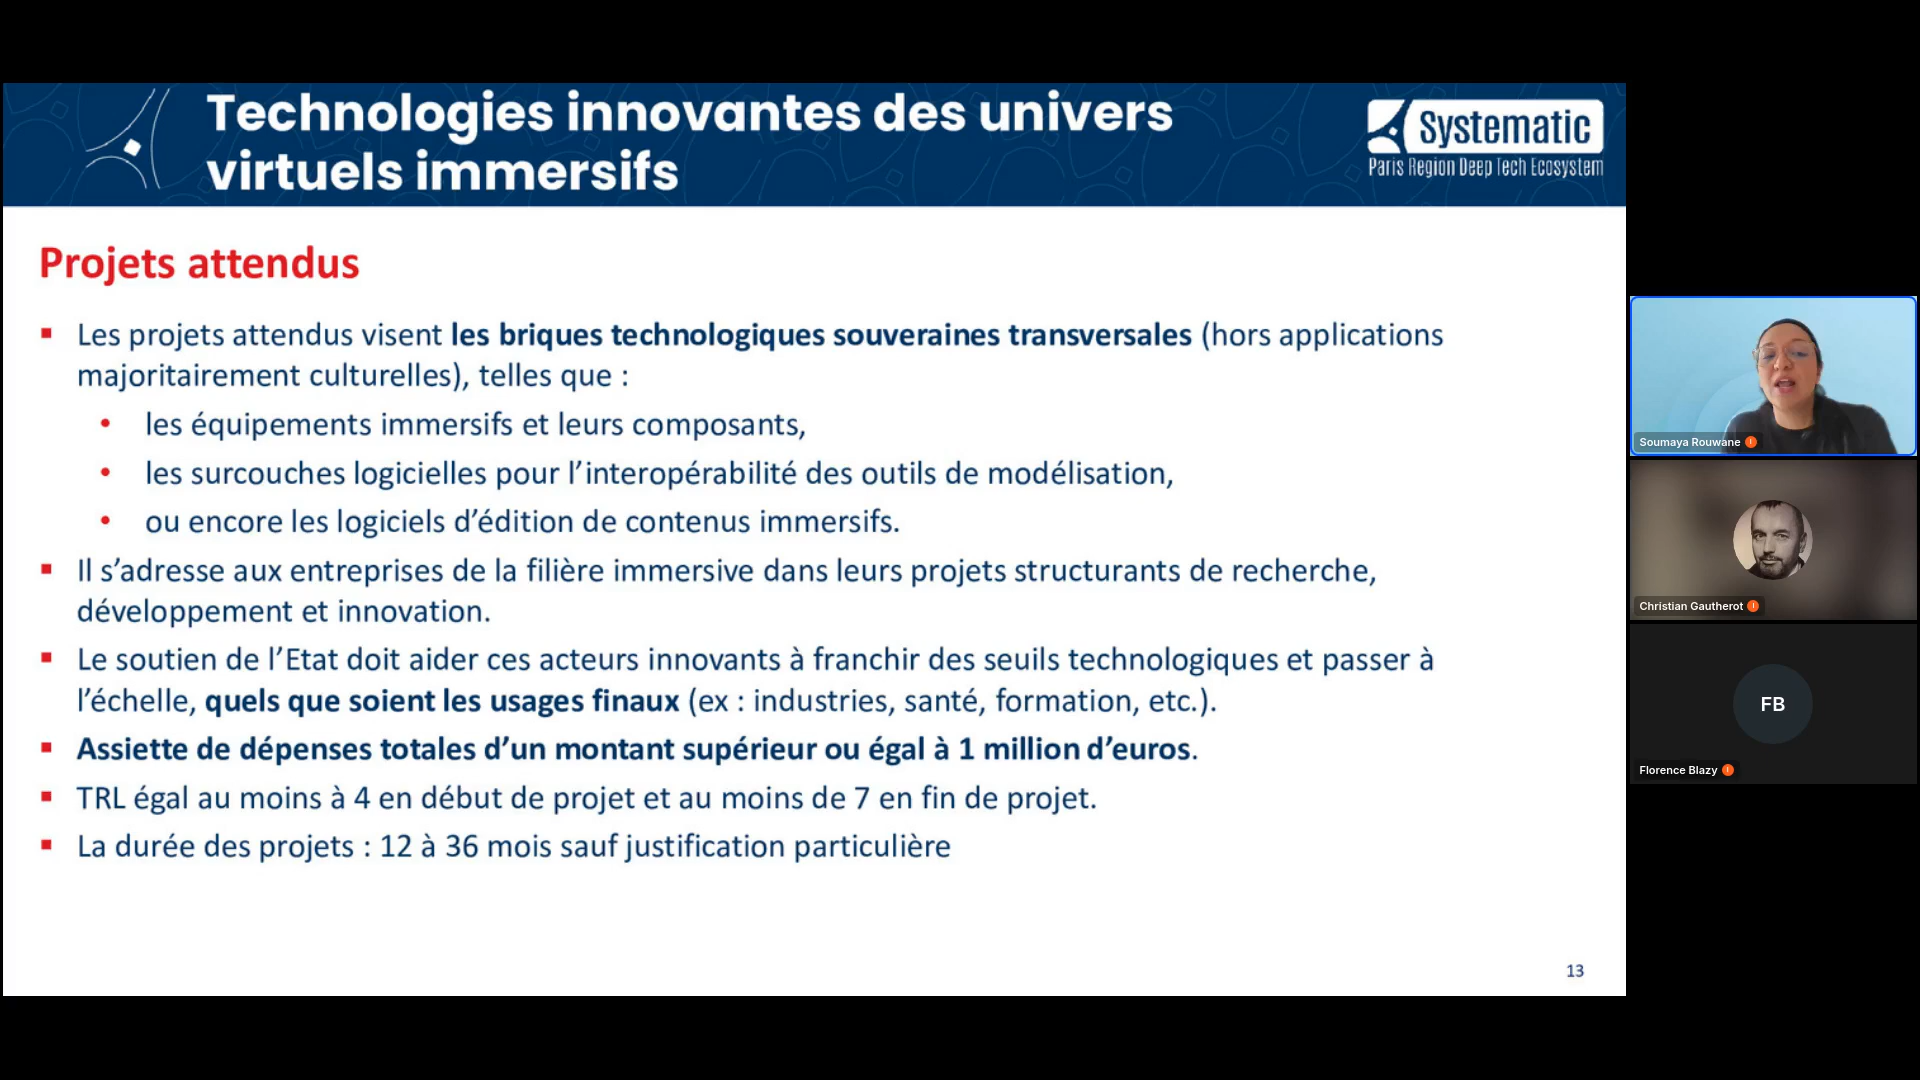 Technologies innovantes des univers
virtuels immersifs
Systematic
Paris Region Deep Tech Ecosystem
Projets attendus
▪ Les projets attendus visent les briques technologiques souveraines transversales (hors applications
majoritairement culturelles), telles que :
• les équipements immersifs et leurs composants,
• les surcouches logicielles pour l’interopérabilité des outils de modélisation,
• ou encore les logiciels d’édition de contenus immersifs.
▪ Il s’adresse aux entreprises de la filière immersive dans leurs projets structurants de recherche,
développement et innovation.
▪ Le soutien de l’Etat doit aider ces acteurs innovants à franchir des seuils technologiques et passer à
l’échelle, quels que soient les usages finaux (ex : industries, santé, formation, etc.).
▪ Assiette de dépenses totales d’un montant supérieur ou égal à 1 million d’euros.
▪ TRL égal au moins à 4 en début de projet et au moins de 7 en fin de projet.
▪ La durée des projets : 12 à 36 mois sauf justification particulière
13
Soumaya Rouwane
Christian Gautherot
FB
Florence Blazy